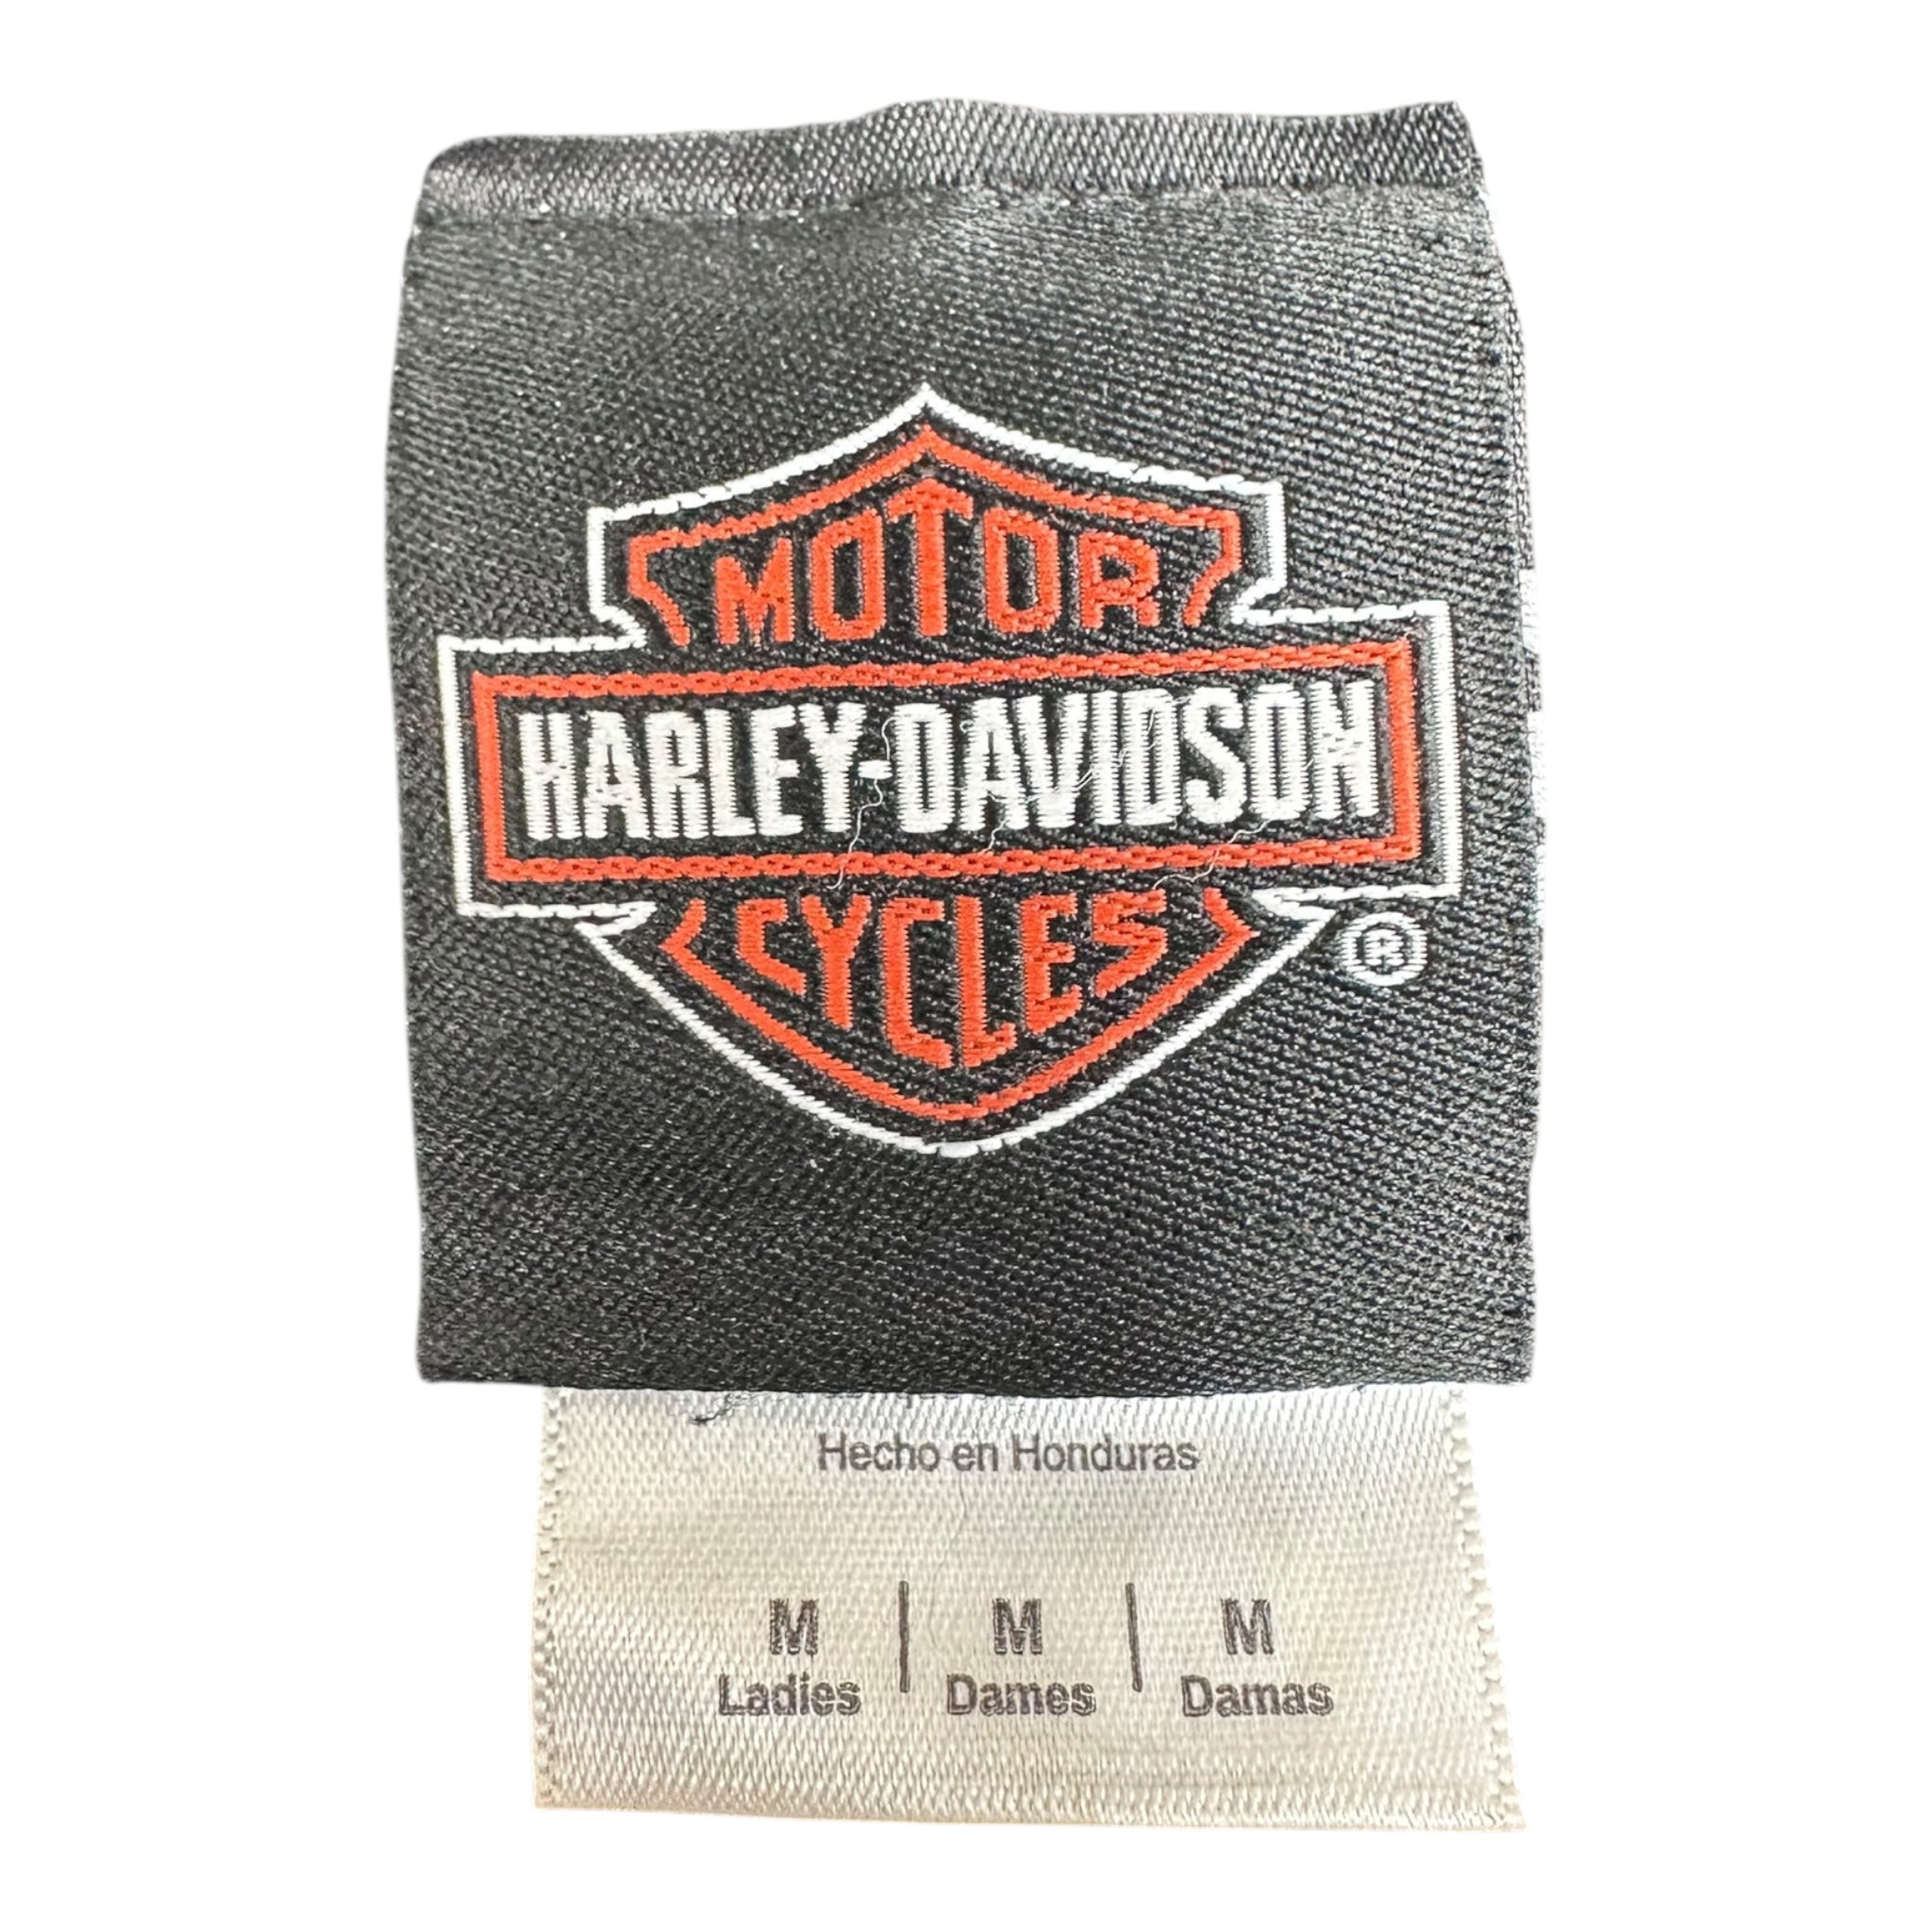 MOTOR
HARLEY-DAVIDSON
CYCLES
®
Hecho en Honduras
M | M | M
Ladies | Dames | Damas